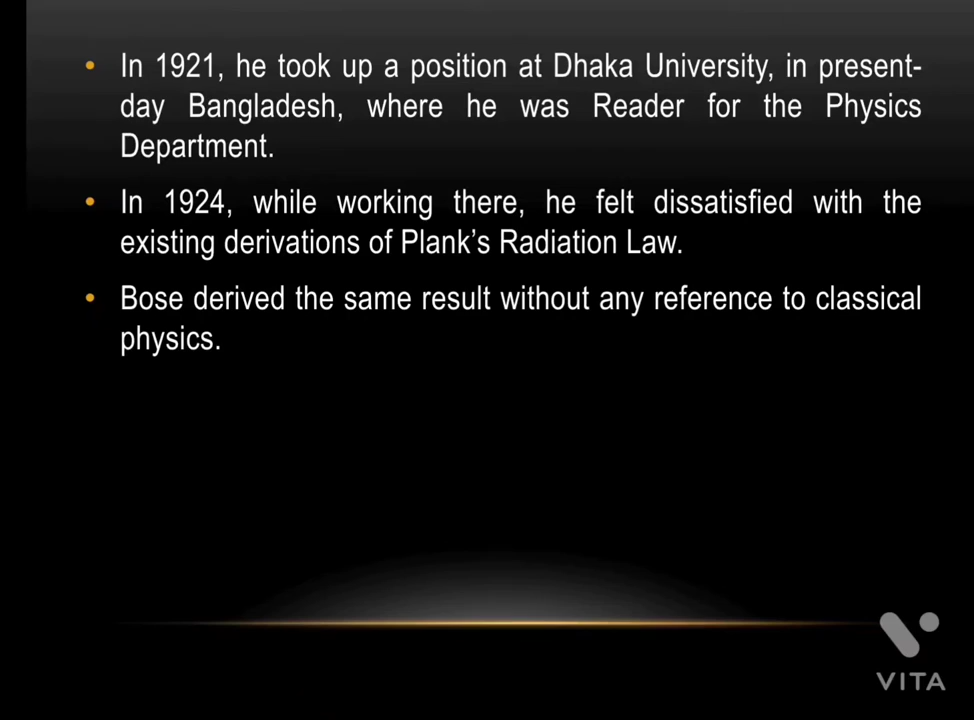 • In 1921, he took up a position at Dhaka University, in present-
day Bangladesh, where he was Reader for the Physics
Department.
• In 1924, while working there, he felt dissatisfied with the
existing derivations of Plank's Radiation Law.
• Bose derived the same result without any reference to classical
physics.
VITA